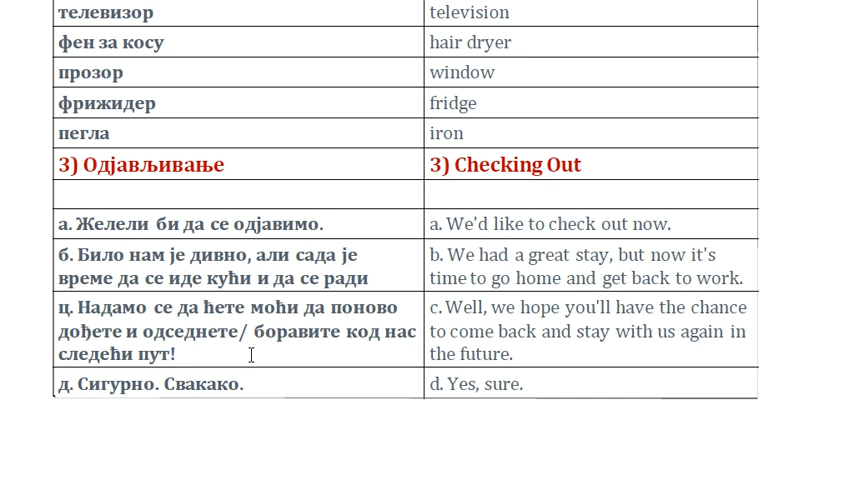 телевизор
television
фен за косу
hair dryer
прозор
window
фрижидер
fridge
пегла
iron
3) Одјављивање
3) Checking Out
а. Желели би да се одјавимо.
a. We'd like to check out now.
б. Било нам је дивно, али сада је
време да се иде кући и да се ради
b. We had a great stay, but now it's
time to go home and get back to work.
ц. Надамо се да ћете моћи да поново
дођете и одседнете/ боравите код нас
следећи пут!
c. Well, we hope you'll have the chance
to come back and stay with us again in
the future.
д. Сигурно. Свакако.
d. Yes, sure.